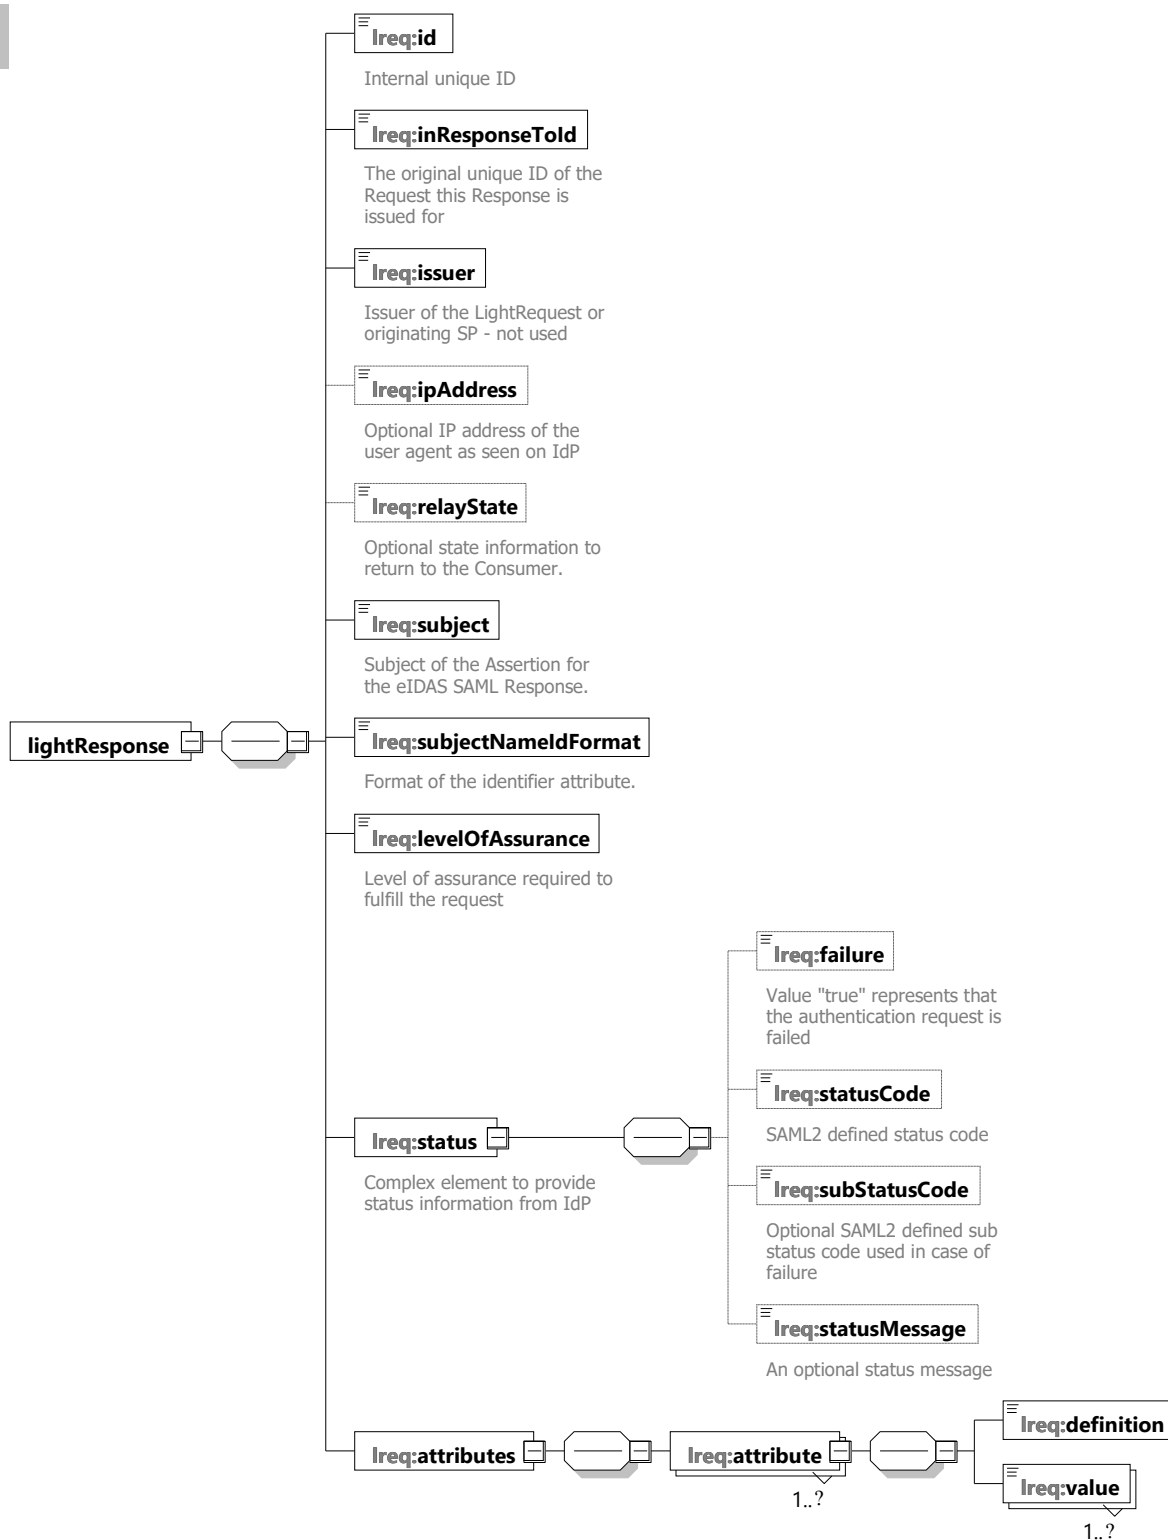 lreq:id
Internal unique ID
lreq:inResponseToId
The original unique ID of the
Request this Response is
issued for
lreq:issuer
Issuer of the LightRequest or
originating SP - not used
lreq:ipAddress
Optional IP address of the
user agent as seen on IdP
lreq:relayState
Optional state information to
return to the Consumer.
lreq:subject
Subject of the Assertion for
the eIDAS SAML Response.
lightResponse
lreq:subjectNameIdFormat
Format of the identifier attribute.
lreq:levelOfAssurance
Level of assurance required to
fulfill the request
lreq:failure
Value "true" represents that
the authentication request is
failed
lreq:statusCode
SAML2 defined status code
lreq:status
Complex element to provide
status information from IdP
lreq:subStatusCode
Optional SAML2 defined sub
status code used in case of
failure
lreq:statusMessage
An optional status message
lreq:attributes
lreq:attribute
1..?
lreq:definition
lreq:value
1..?